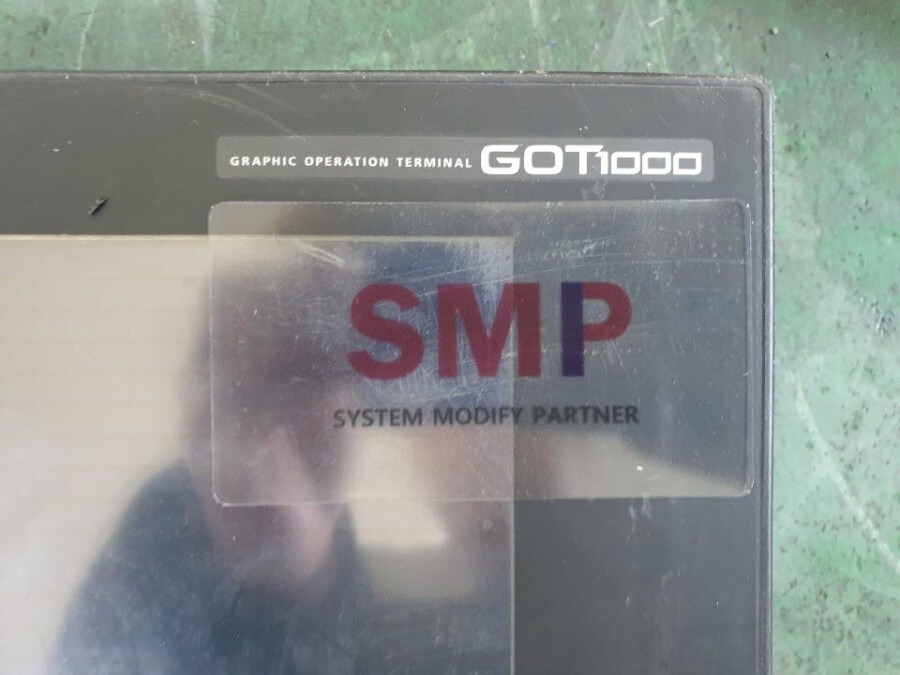 GRAPHIC OPERATION TERMINAL GOT1000
SMP
SYSTEM MODIFY PARTNER